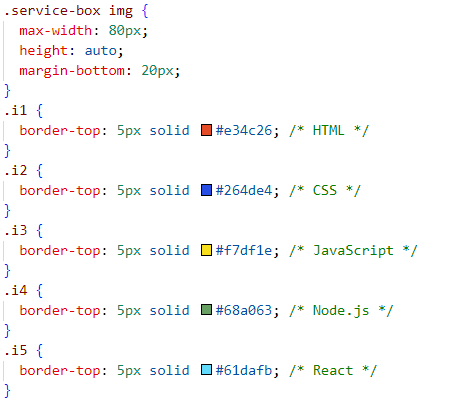 .service-box img {
  max-width: 80px;
  height: auto;
  margin-bottom: 20px;
}
.i1 {
  border-top: 5px solid #e34c26; /* HTML */
}
.i2 {
  border-top: 5px solid #264de4; /* CSS */
}
.i3 {
  border-top: 5px solid #f7df1e; /* JavaScript */
}
.i4 {
  border-top: 5px solid #68a063; /* Node.js */
}
.i5 {
  border-top: 5px solid #61dafb; /* React */
}